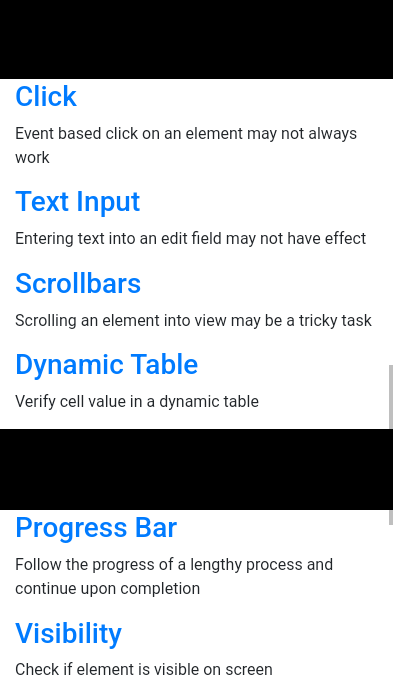 Click
Event based click on an element may not always
work
Text Input
Entering text into an edit field may not have effect
Scrollbars
Scrolling an element into view may be a tricky task
Dynamic Table
Verify cell value in a dynamic table
Progress Bar
Follow the progress of a lengthy process and
continue upon completion
Visibility
Check if element is visible on screen